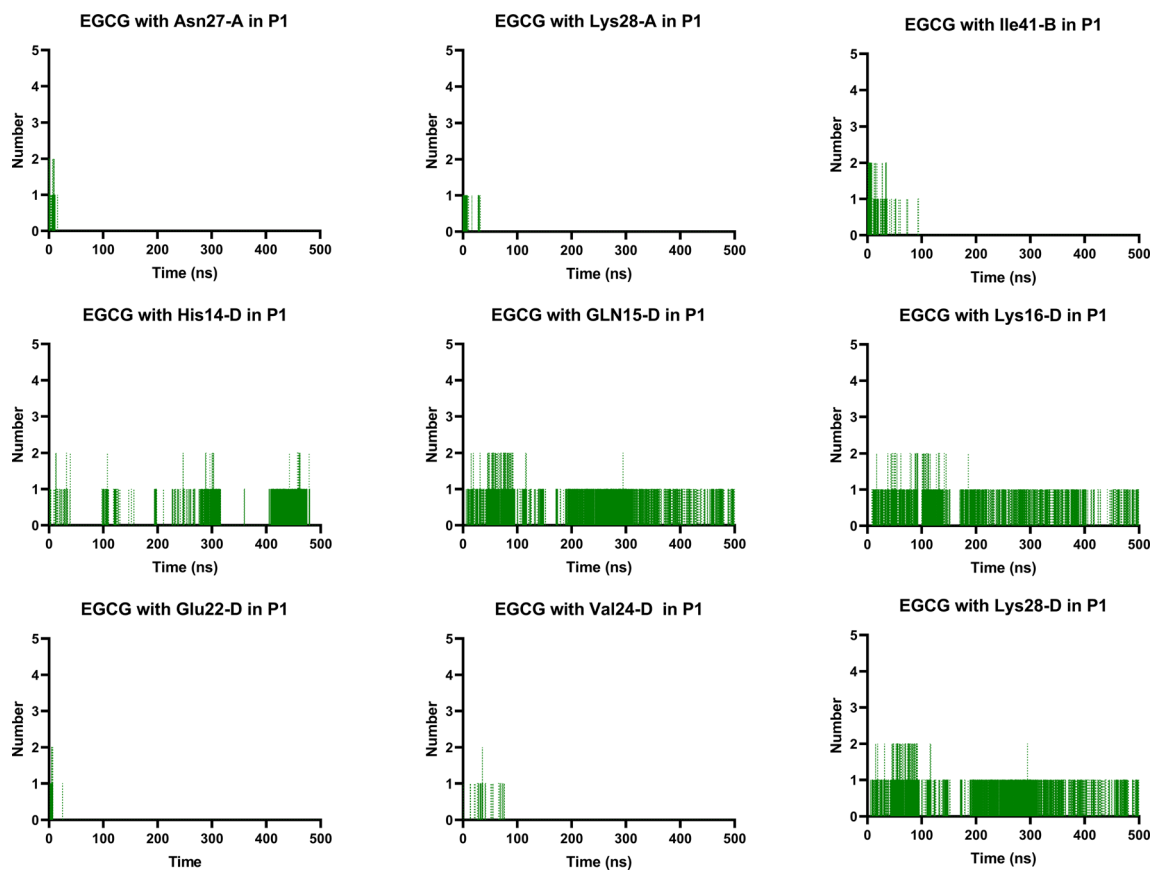 EGCG with Asn27-A in P1
5
4
3
2
1
0
Number
0 100 200 300 400 500
Time (ns)
EGCG with Lys28-A in P1
5
4
3
2
1
0
Number
0 100 200 300 400 500
Time (ns)
EGCG with Ile41-B in P1
5
4
3
2
1
0
Number
0 100 200 300 400 500
Time (ns)
EGCG with His14-D in P1
5
4
3
2
1
0
Number
0 100 200 300 400 500
Time (ns)
EGCG with GLN15-D in P1
5
4
3
2
1
0
Number
0 100 200 300 400 500
Time (ns)
EGCG with Lys16-D in P1
5
4
3
2
1
0
Number
0 100 200 300 400 500
Time (ns)
EGCG with Glu22-D in P1
5
4
3
2
1
0
Number
0 100 200 300 400 500
Time
EGCG with Val24-D in P1
5
4
3
2
1
0
Number
0 100 200 300 400 500
Time (ns)
EGCG with Lys28-D in P1
5
4
3
2
1
0
Number
0 100 200 300 400 500
Time (ns)